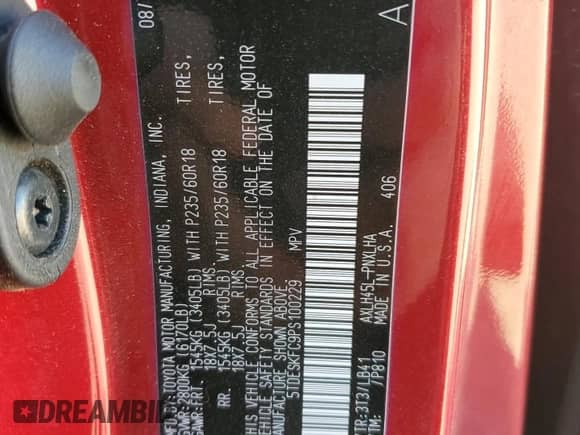 08/
MFD. BY: TOYOTA MOTOR MANUFACTURING, INDIANA, INC.
GVWR: 2800KG (6170LB)
GAWR: FRT. 1545KG (3405LB) WITH P235/60R18 TIRES,
18X7.5J RIMS
RR. 1545KG (3405LB) WITH P235/60R18 TIRES,
18X7.5J RIMS
THIS VEHICLE CONFORMS TO ALL APPLICABLE FEDERAL MOTOR
VEHICLE SAFETY STANDARDS IN EFFECT ON THE DATE OF
MANUFACTURE SHOWN ABOVE.
MPV
A
C/TR: 3T3/LB41 AXLH45L-PWXLHA
MADE IN U.S.A. 406
/P810
DREAMBID